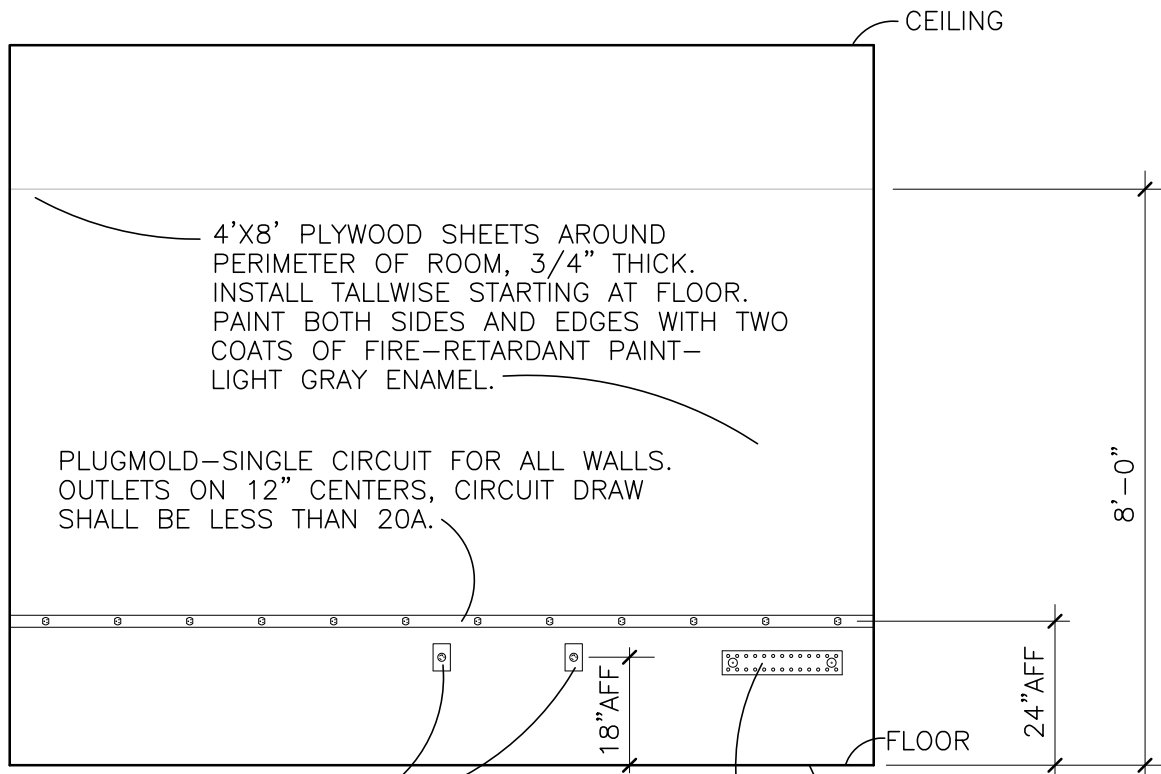 CEILING
4'X8' PLYWOOD SHEETS AROUND
PERIMETER OF ROOM, 3/4" THICK.
INSTALL TALLWISE STARTING AT FLOOR.
PAINT BOTH SIDES AND EDGES WITH TWO
COATS OF FIRE-RETARDANT PAINT-
LIGHT GRAY ENAMEL.
PLUGMOLD-SINGLE CIRCUIT FOR ALL WALLS.
OUTLETS ON 12" CENTERS, CIRCUIT DRAW
SHALL BE LESS THAN 20A.
8'-0"
18"AFF
24"AFF
FLOOR